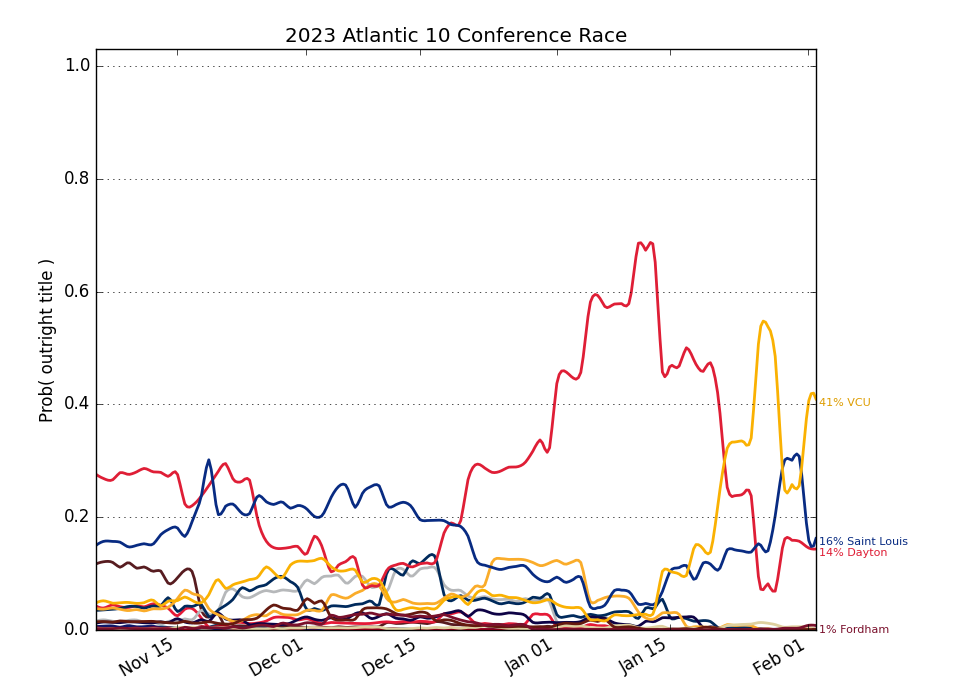 2023 Atlantic 10 Conference Race
Prob( outright title )
1.0
0.8
0.6
0.4
0.2
0.0
41% VCU
16% Saint Louis
14% Dayton
1% Fordham
Nov 15
Dec 01
Dec 15
Jan 01
Jan 15
Feb 01